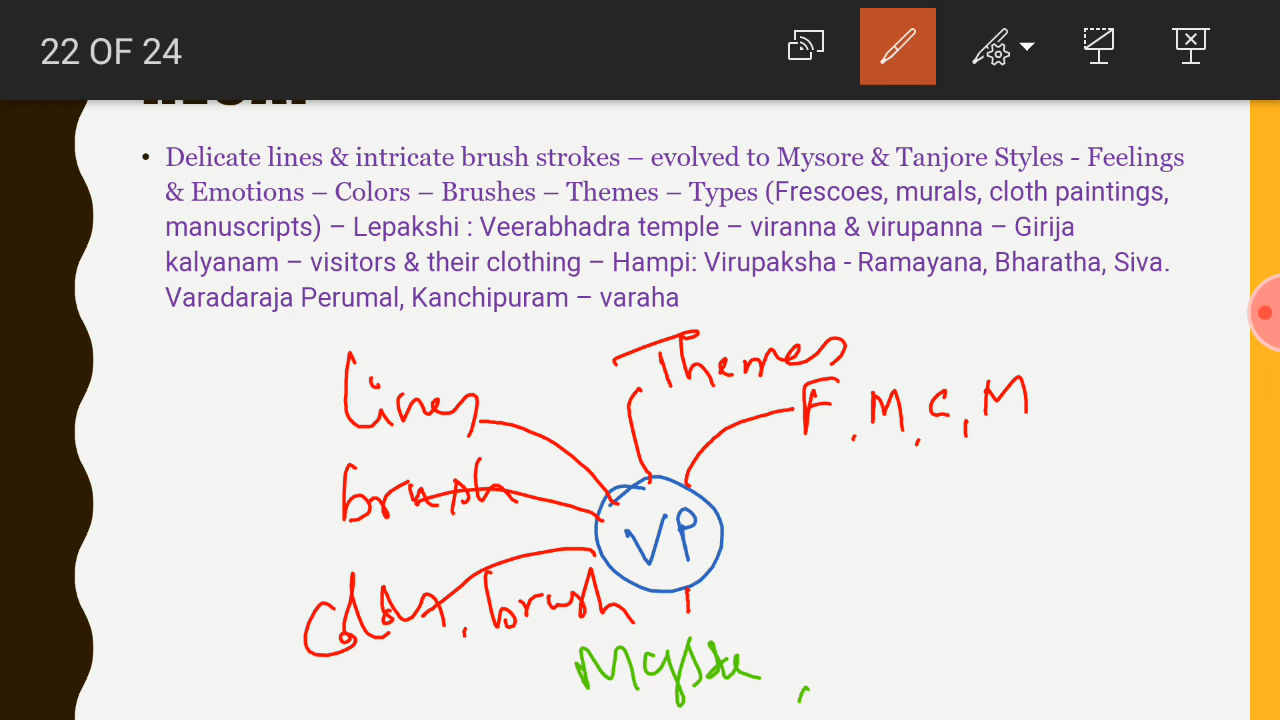 22 OF 24
• Delicate lines & intricate brush strokes – evolved to Mysore & Tanjore Styles - Feelings
& Emotions – Colors – Brushes – Themes – Types (Frescoes, murals, cloth paintings,
manuscripts) – Lepakshi : Veerabhadra temple – viranna & virupanna – Girija
kalyanam – visitors & their clothing – Hampi: Virupaksha - Ramayana, Bharatha, Siva.
Varadaraja Perumal, Kanchipuram – varaha
Themes
lines
F, M, C, M
brush
VP
brush